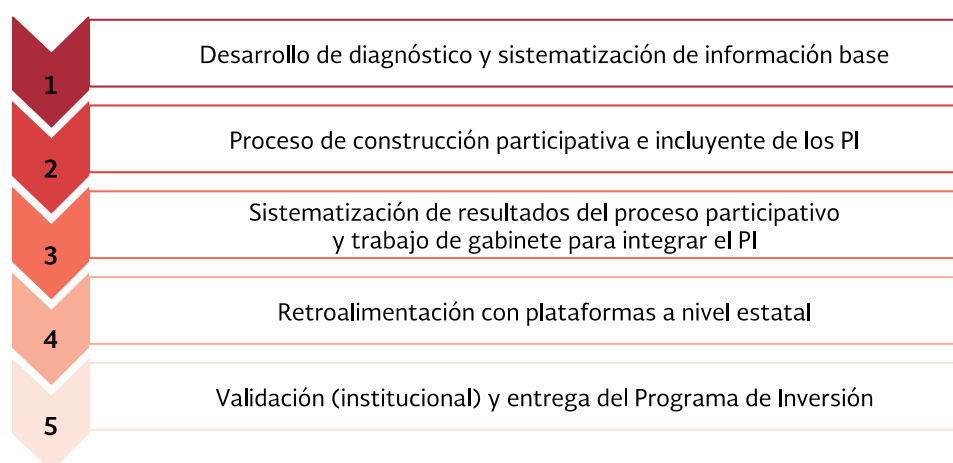 1
Desarrollo de diagnóstico y sistematización de información base
2
Proceso de construcción participativa e incluyente de los PI
3
Sistematización de resultados del proceso participativo
y trabajo de gabinete para integrar el PI
4
Retroalimentación con plataformas a nivel estatal
5
Validación (institucional) y entrega del Programa de Inversión